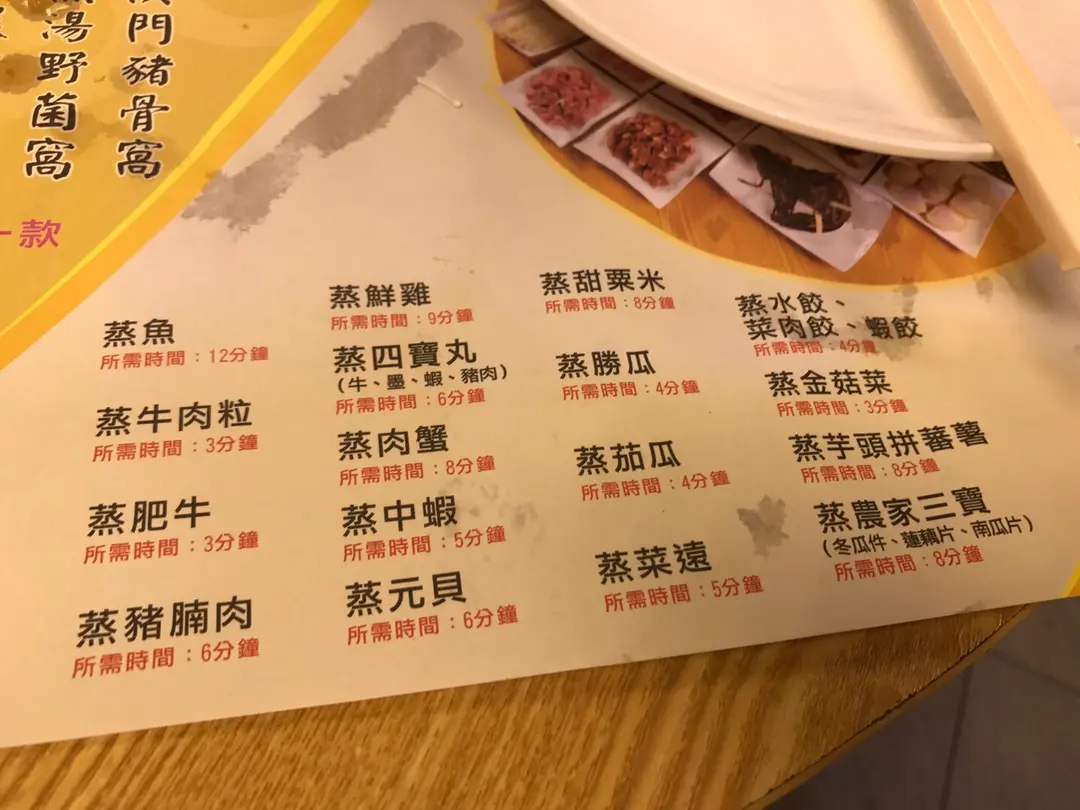 門豬骨窩
湯野菌窩
一款
蒸魚
所需時間：12分鐘
蒸牛肉粒
所需時間：3分鐘
蒸肥牛
所需時間：3分鐘
蒸豬腩肉
所需時間：6分鐘
蒸鮮雞
所需時間：9分鐘
蒸四寶丸
（牛、墨、蝦、豬肉）
所需時間：6分鐘
蒸肉蟹
所需時間：8分鐘
蒸中蝦
所需時間：5分鐘
蒸元貝
所需時間：6分鐘
蒸甜粟米
所需時間：8分鐘
蒸勝瓜
所需時間：4分鐘
蒸茄瓜
所需時間：4分鐘
蒸菜遠
所需時間：5分鐘
蒸水餃、
菜肉餃、蝦餃
所需時間：4分鐘
蒸金菇菜
所需時間：3分鐘
蒸芋頭拼蕃薯
所需時間：8分鐘
蒸農家三寶
（冬瓜件、蓮藕片、南瓜片）
所需時間：8分鐘